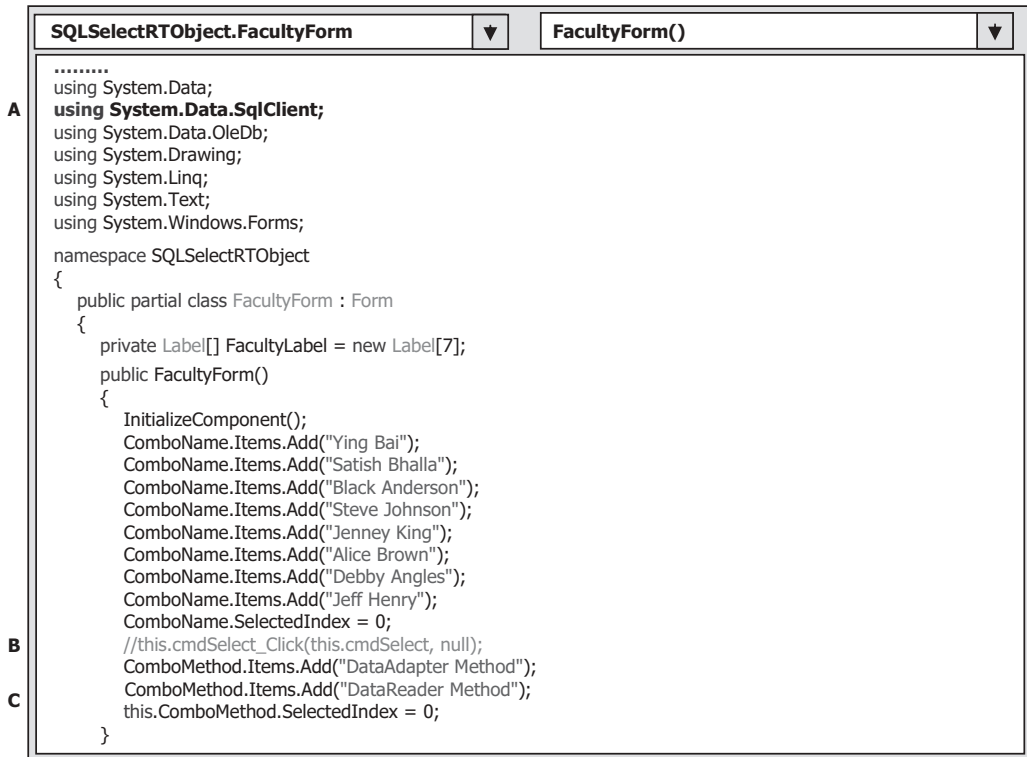 SQLSelectRTObject.FacultyForm FacultyForm()
.........
using System.Data;
A using System.Data.SqlClient;
using System.Data.OleDb;
using System.Drawing;
using System.Linq;
using System.Text;
using System.Windows.Forms;
namespace SQLSelectRTObject
{
public partial class FacultyForm : Form
{
private Label[] FacultyLabel = new Label[7];
public FacultyForm()
{
InitializeComponent();
ComboName.Items.Add("Ying Bai");
ComboName.Items.Add("Satish Bhalla");
ComboName.Items.Add("Black Anderson");
ComboName.Items.Add("Steve Johnson");
ComboName.Items.Add("Jenney King");
ComboName.Items.Add("Alice Brown");
ComboName.Items.Add("Debby Angles");
ComboName.Items.Add("Jeff Henry");
ComboName.SelectedIndex = 0;
B //this.cmdSelect_Click(this.cmdSelect, null);
ComboMethod.Items.Add("DataAdapter Method");
ComboMethod.Items.Add("DataReader Method");
C this.ComboMethod.SelectedIndex = 0;
}